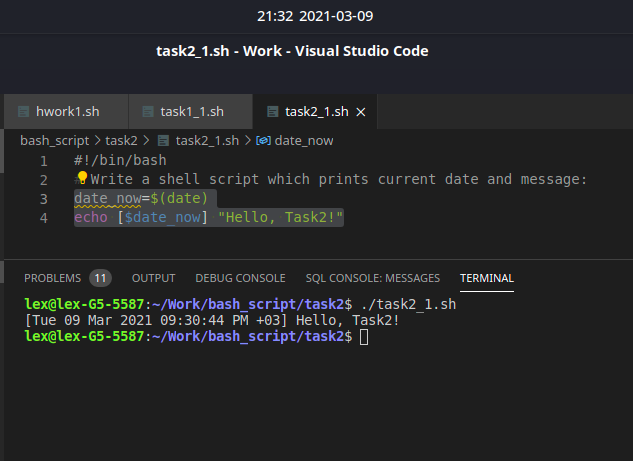 21:32 2021-03-09
task2_1.sh - Work - Visual Studio Code
hwork1.sh task1_1.sh task2_1.sh ×
bash_script > task2 > task2_1.sh > date_now
1 #!/bin/bash
2 Write a shell script which prints current date and message:
3 date_now=$(date)
4 echo [$date_now] "Hello, Task2!"
PROBLEMS 11 OUTPUT DEBUG CONSOLE SQL CONSOLE: MESSAGES TERMINAL
lex@lex-G5-5587:~/Work/bash_script/task2$ ./task2_1.sh
[Tue 09 Mar 2021 09:30:44 PM +03] Hello, Task2!
lex@lex-G5-5587:~/Work/bash_script/task2$